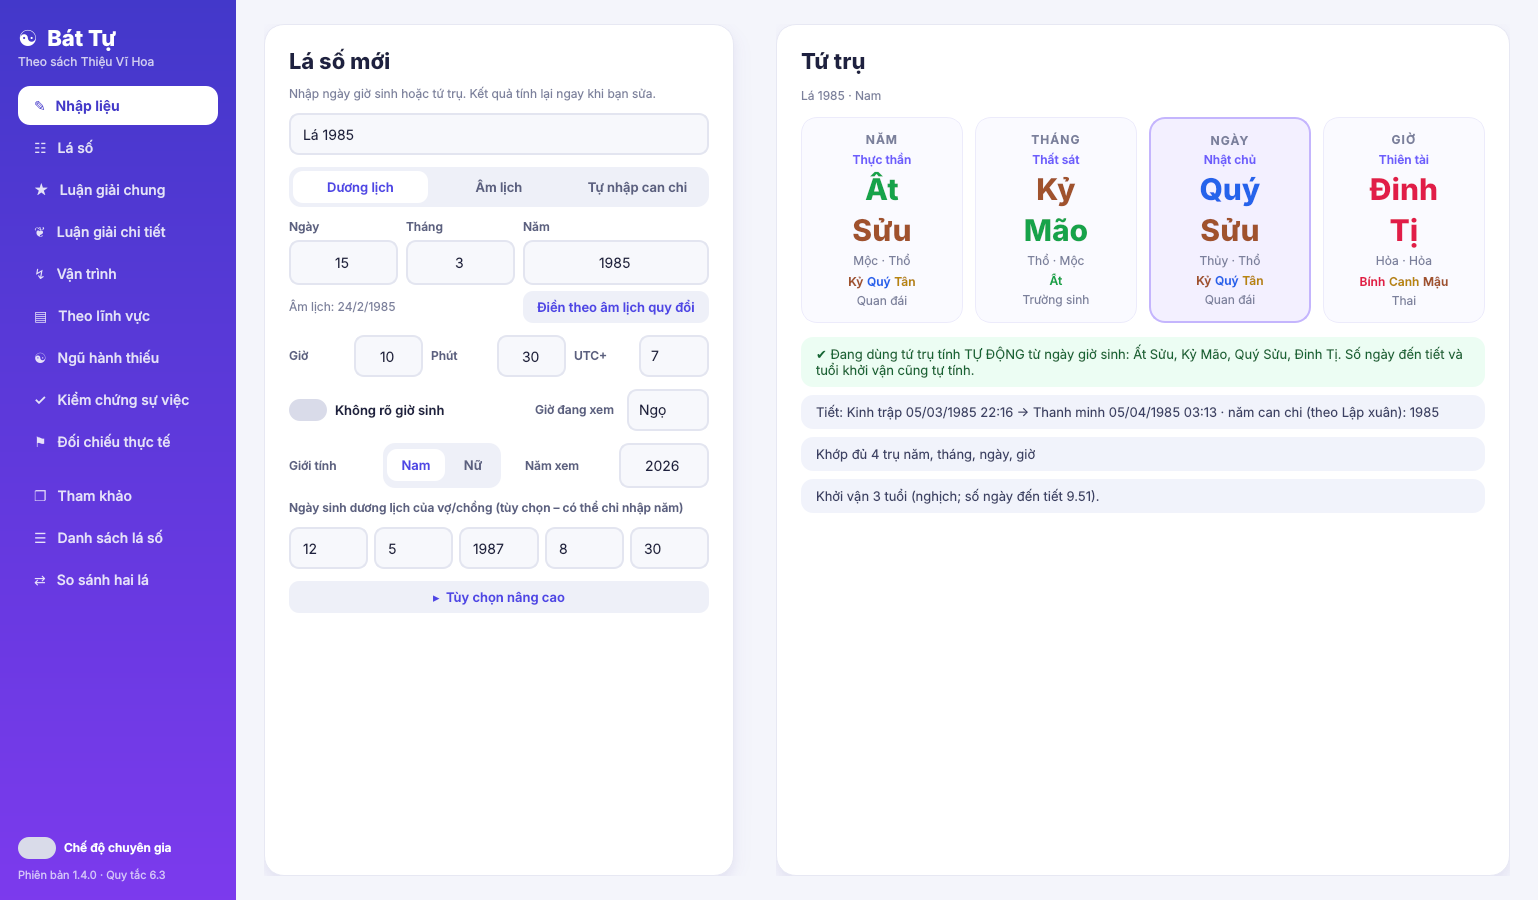 ☯ Bát Tự
Theo sách Thiệu Vĩ Hoa
✎ Nhập liệu
☷ Lá số
★ Luận giải chung
❦ Luận giải chi tiết
↯ Vận trình
▤ Theo lĩnh vực
☯ Ngũ hành thiếu
✓ Kiểm chứng sự việc
⚑ Đối chiếu thực tế
❐ Tham khảo
☰ Danh sách lá số
⇄ So sánh hai lá
Chế độ chuyên gia
Phiên bản 1.4.0 · Quy tắc 6.3
Lá số mới
Nhập ngày giờ sinh hoặc tứ trụ. Kết quả tính lại ngay khi bạn sửa.
Lá 1985
Dương lịch Âm lịch Tự nhập can chi
Ngày Tháng Năm
15 3 1985
Âm lịch: 24/2/1985 Điền theo âm lịch quy đổi
Giờ 10 Phút 30 UTC+ 7
Không rõ giờ sinh Giờ đang xem Ngọ
Giới tính Nam Nữ Năm xem 2026
Ngày sinh dương lịch của vợ/chồng (tùy chọn – có thể chỉ nhập năm)
12 5 1987 8 30
▸ Tùy chọn nâng cao
Tứ trụ
Lá 1985 · Nam
NĂM
Thực thần
Ất
Sửu
Mộc · Thổ
Kỷ Quý Tân
Quan đái
THÁNG
Thất sát
Kỷ
Mão
Thổ · Mộc
Ất
Trường sinh
NGÀY
Nhật chủ
Quý
Sửu
Thủy · Thổ
Kỷ Quý Tân
Quan đái
GIỜ
Thiên tài
Đinh
Tị
Hỏa · Hỏa
Bính Canh Mậu
Thai
✔ Đang dùng tứ trụ tính TỰ ĐỘNG từ ngày giờ sinh: Ất Sửu, Kỷ Mão, Quý Sửu, Đinh Tị. Số ngày đến tiết và
tuổi khởi vận cũng tự tính.
Tiết: Kinh trập 05/03/1985 22:16 → Thanh minh 05/04/1985 03:13 · năm can chi (theo Lập xuân): 1985
Khớp đủ 4 trụ năm, tháng, ngày, giờ
Khởi vận 3 tuổi (nghịch; số ngày đến tiết 9.51).